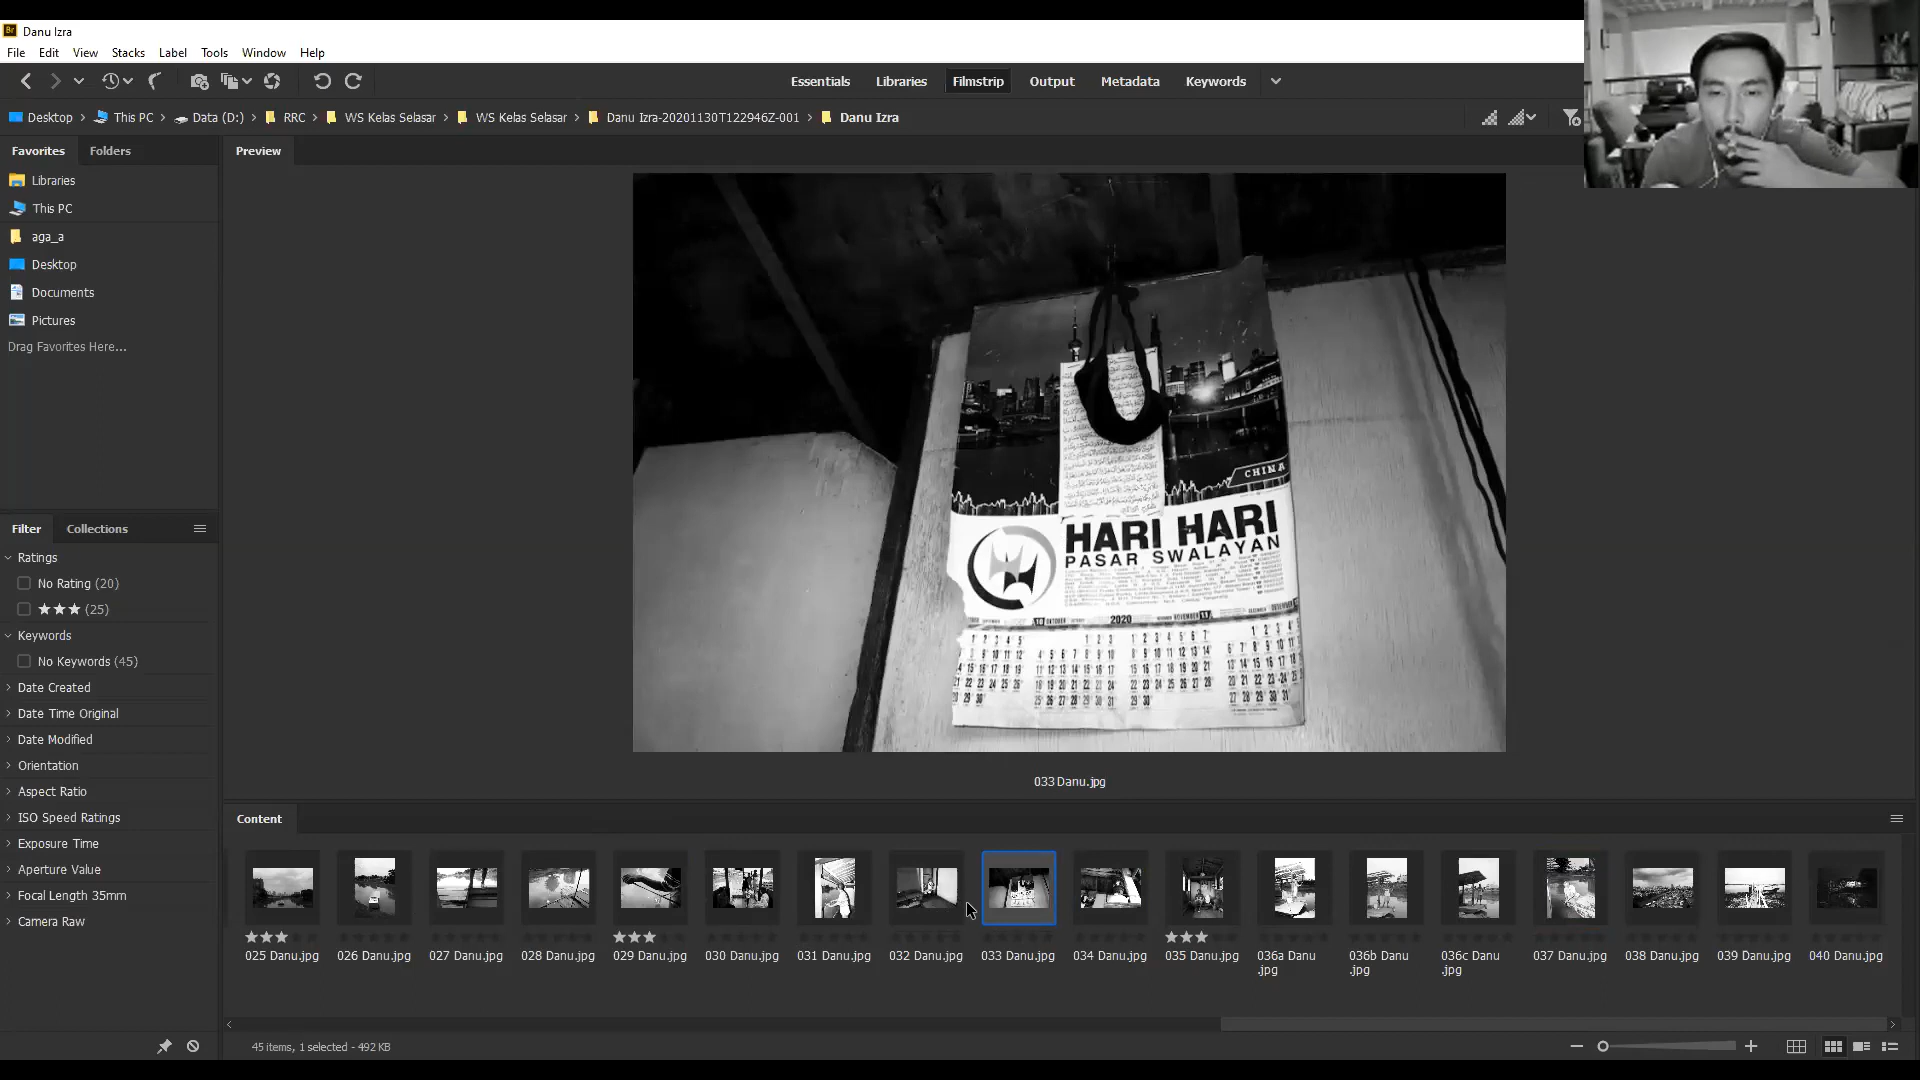 Br Danu Izra
File Edit View Stacks Label Tools Window Help
Essentials Libraries Filmstrip Output Metadata Keywords
Desktop This PC Data (D:) RRC WS Kelas Selasar WS Kelas Selasar Danu Izra-20201130T122946Z-001 Danu Izra
Favorites Folders
Libraries
This PC
aga_a
Desktop
Documents
Pictures
Drag Favorites Here...
Filter Collections
Ratings
No Rating (20)
★★★ (25)
Keywords
No Keywords (45)
Date Created
Date Time Original
Date Modified
Orientation
Aspect Ratio
ISO Speed Ratings
Exposure Time
Aperture Value
Focal Length 35mm
Camera Raw
Preview
CHINA
HARI HARI
PASAR SWALAYAN
10 OKTOBER 2020 NOVEMBER 11
033 Danu.jpg
Content
025 Danu.jpg 026 Danu.jpg 027 Danu.jpg 028 Danu.jpg 029 Danu.jpg 030 Danu.jpg 031 Danu.jpg 032 Danu.jpg 033 Danu.jpg 034 Danu.jpg 035 Danu.jpg 036a Danu .jpg 036b Danu .jpg 036c Danu .jpg 037 Danu.jpg 038 Danu.jpg 039 Danu.jpg 040 Danu.jpg
45 items, 1 selected - 492 KB